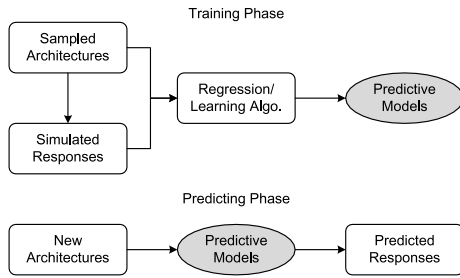 Training Phase
Sampled
Architectures
Simulated
Responses
Regression/
Learning Algo.
Predictive
Models
Predicting Phase
New
Architectures
Predictive
Models
Predicted
Responses